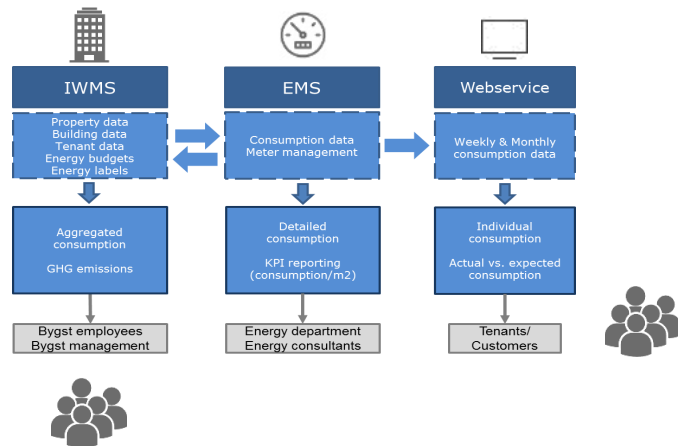 IWMS
EMS
Webservice
Property data
Building data
Tenant data
Energy budgets
Energy labels
Consumption data
Meter management
Weekly & Monthly
consumption data
Aggregated
consumption
GHG emissions
Detailed
consumption
KPI reporting
(consumption/m2)
Individual
consumption
Actual vs. expected
consumption
Bygst employees
Bygst management
Energy department
Energy consultants
Tenants/
Customers